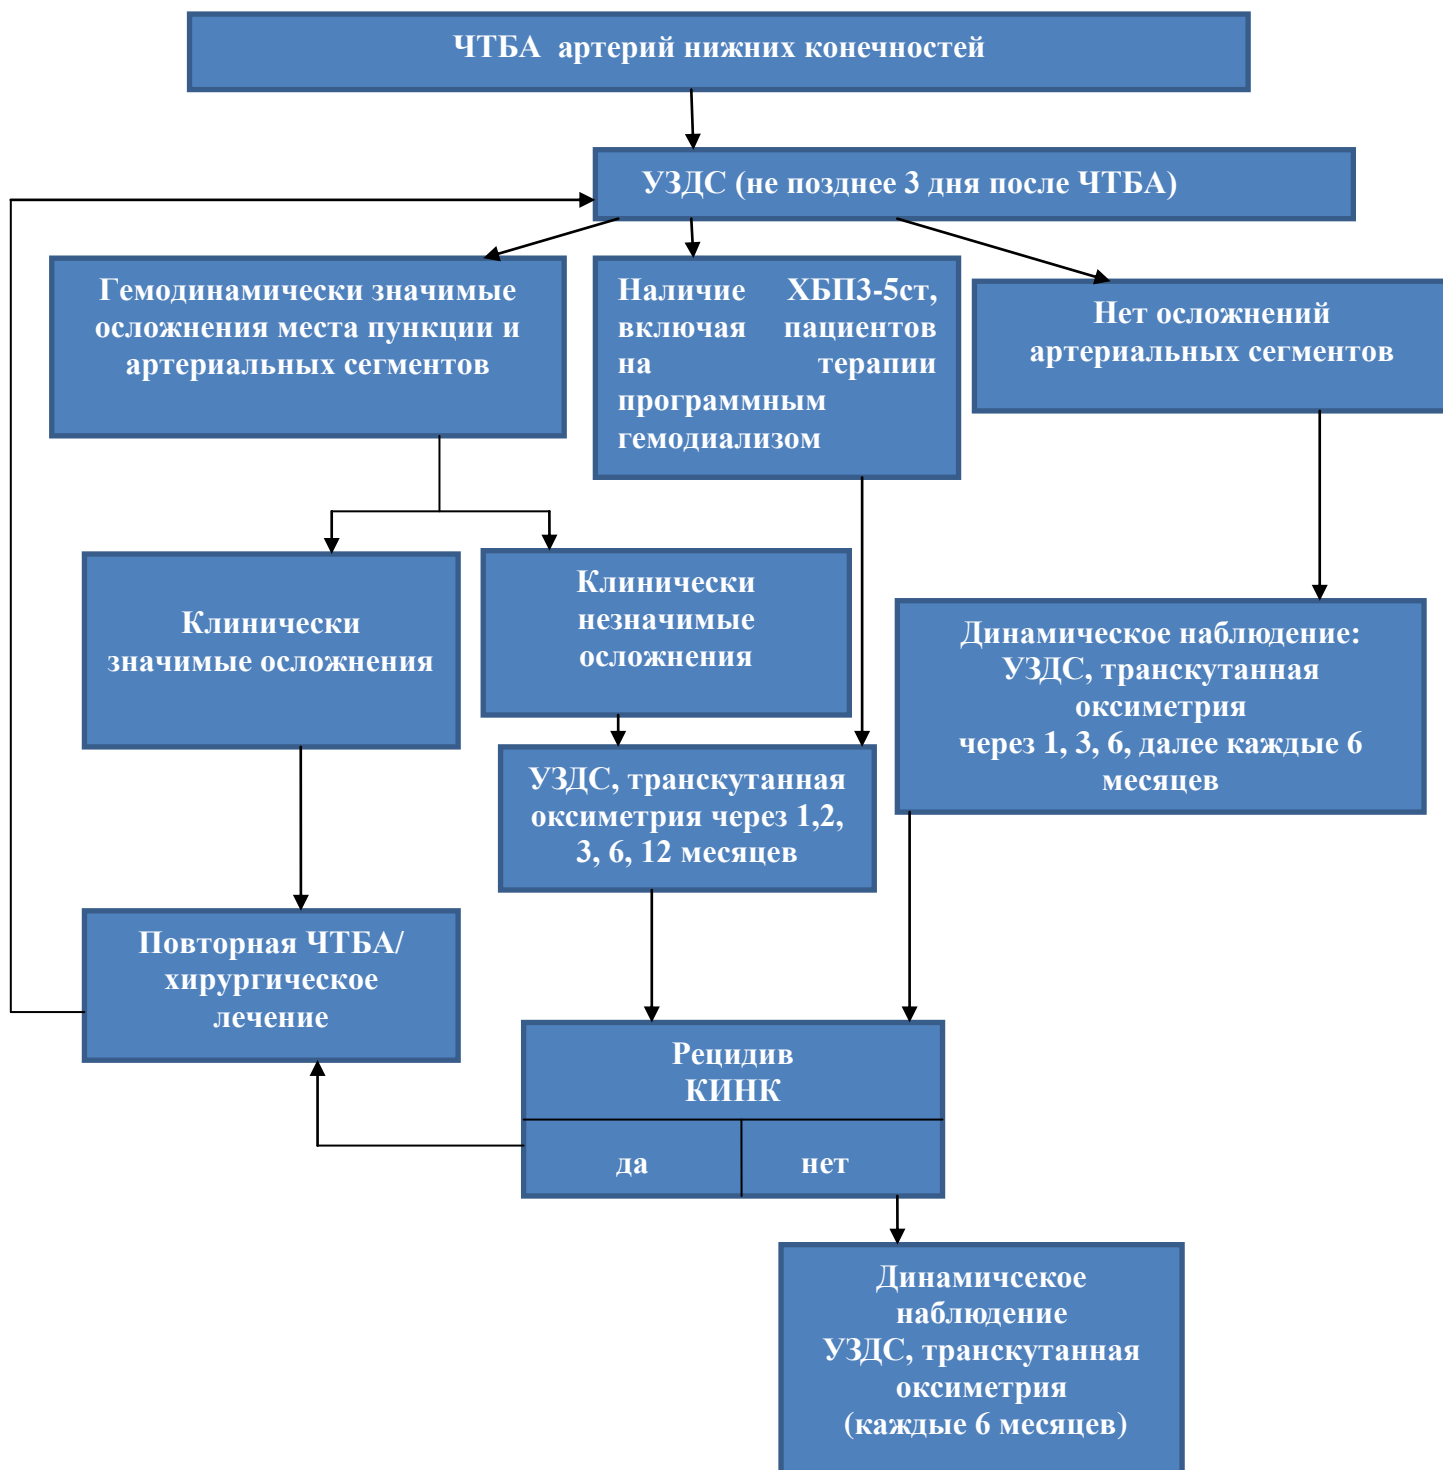 ЧТБА артерий нижних конечностей
УЗДС (не позднее 3 дня после ЧТБА)
Гемодинамически значимые
осложнения места пункции и
артериальных сегментов
Наличие ХБП3-5ст,
включая пациентов
на терапии
программным
гемодиализом
Нет осложнений
артериальных сегментов
Клинически
значимые осложнения
Клинически
незначимые
осложнения
Динамическое наблюдение:
УЗДС, транскутанная
оксиметрия
через 1, 3, 6, далее каждые 6
месяцев
УЗДС, транскутанная
оксиметрия через 1,2,
3, 6, 12 месяцев
Повторная ЧТБА/
хирургическое
лечение
Рецидив
КИНК
да нет
Динамичсекое
наблюдение
УЗДС, транскутанная
оксиметрия
(каждые 6 месяцев)